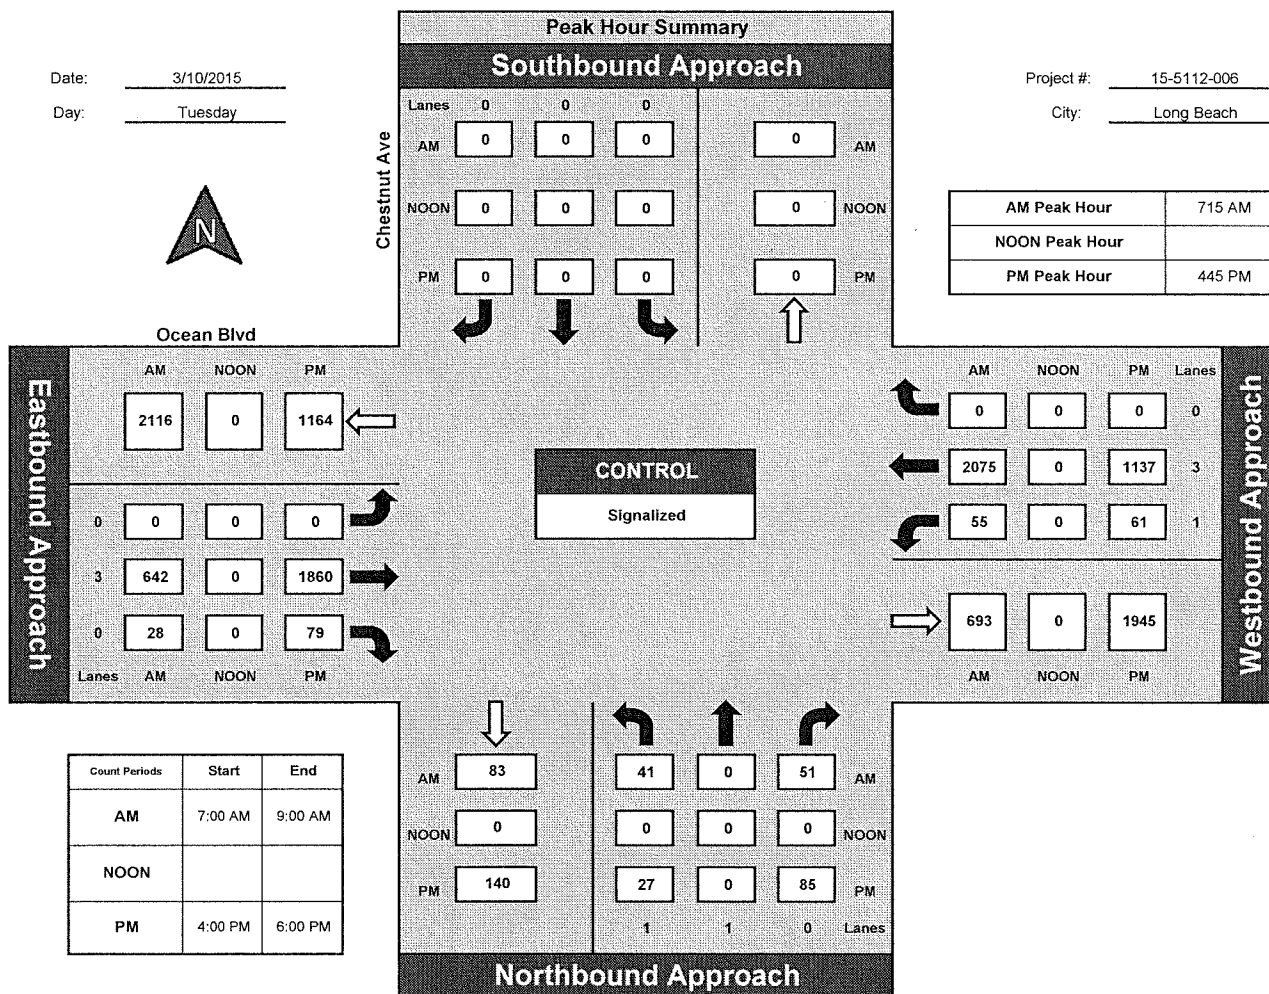 Peak Hour Summary
Southbound Approach
Date: 3/10/2015
Day: Tuesday
Project #: 15-5112-006
City: Long Beach
N
Chestnut Ave
Lanes 0 0 0
AM 0 0 0 0 AM
NOON 0 0 0 0 NOON
PM 0 0 0 0 PM
AM Peak Hour 715 AM
NOON Peak Hour
PM Peak Hour 445 PM
Ocean Blvd
Eastbound Approach
AM NOON PM
2116 0 1164
0 0 0 0
3 642 0 1860
0 28 0 79
Lanes AM NOON PM
CONTROL
Signalized
AM NOON PM Lanes
0 0 0 0
2075 0 1137 3
55 0 61 1
693 0 1945
AM NOON PM
Westbound Approach
Count Periods Start End
AM 7:00 AM 9:00 AM
NOON
PM 4:00 PM 6:00 PM
AM 83 41 0 51 AM
NOON 0 0 0 0 NOON
PM 140 27 0 85 PM
1 1 0 Lanes
Northbound Approach